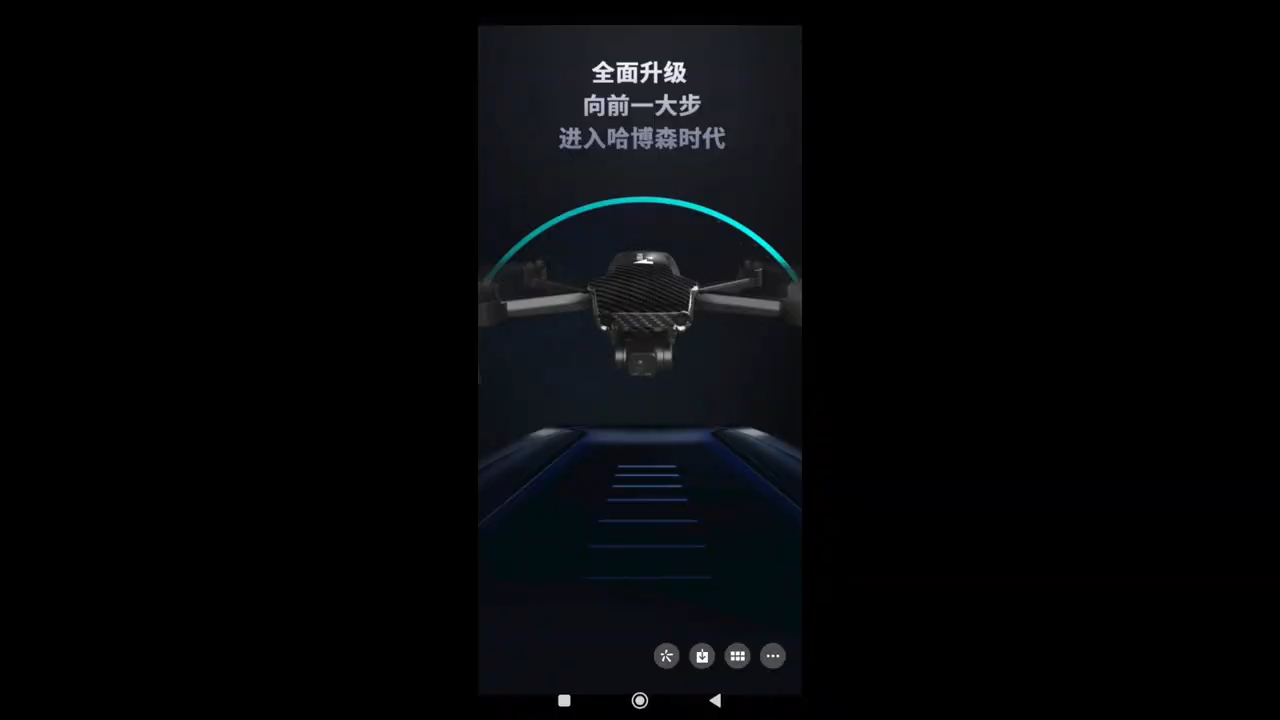 全面升级
向前一大步
进入哈博森时代